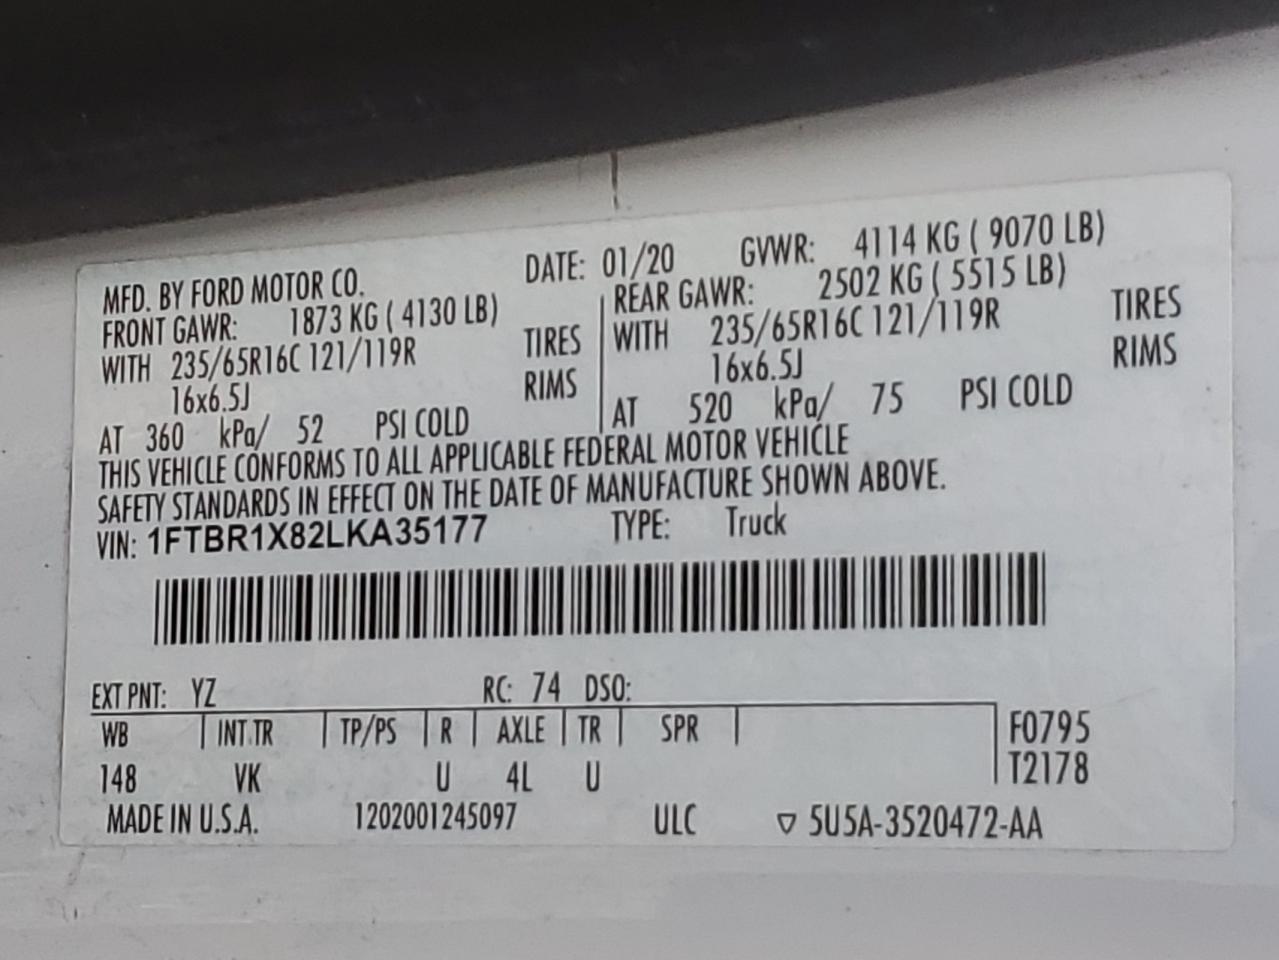 MFD. BY FORD MOTOR CO. DATE: 01/20 GVWR: 4114 KG ( 9070 LB)
FRONT GAWR: 1873 KG ( 4130 LB) REAR GAWR: 2502 KG ( 5515 LB)
WITH 235/65R16C 121/119R TIRES WITH 235/65R16C 121/119R TIRES
16x6.5J RIMS 16x6.5J RIMS
AT 360 kPa/ 52 PSI COLD AT 520 kPa/ 75 PSI COLD
THIS VEHICLE CONFORMS TO ALL APPLICABLE FEDERAL MOTOR VEHICLE
SAFETY STANDARDS IN EFFECT ON THE DATE OF MANUFACTURE SHOWN ABOVE.
VIN: 1FTBR1X82LKA35177 TYPE: Truck
EXT PNT: YZ RC: 74 DSO:
WB INT TR TP/PS R AXLE TR SPR F0795
148 VK U 4L U T2178
MADE IN U.S.A. 1202001245097 ULC ▽ 5U5A-3520472-AA